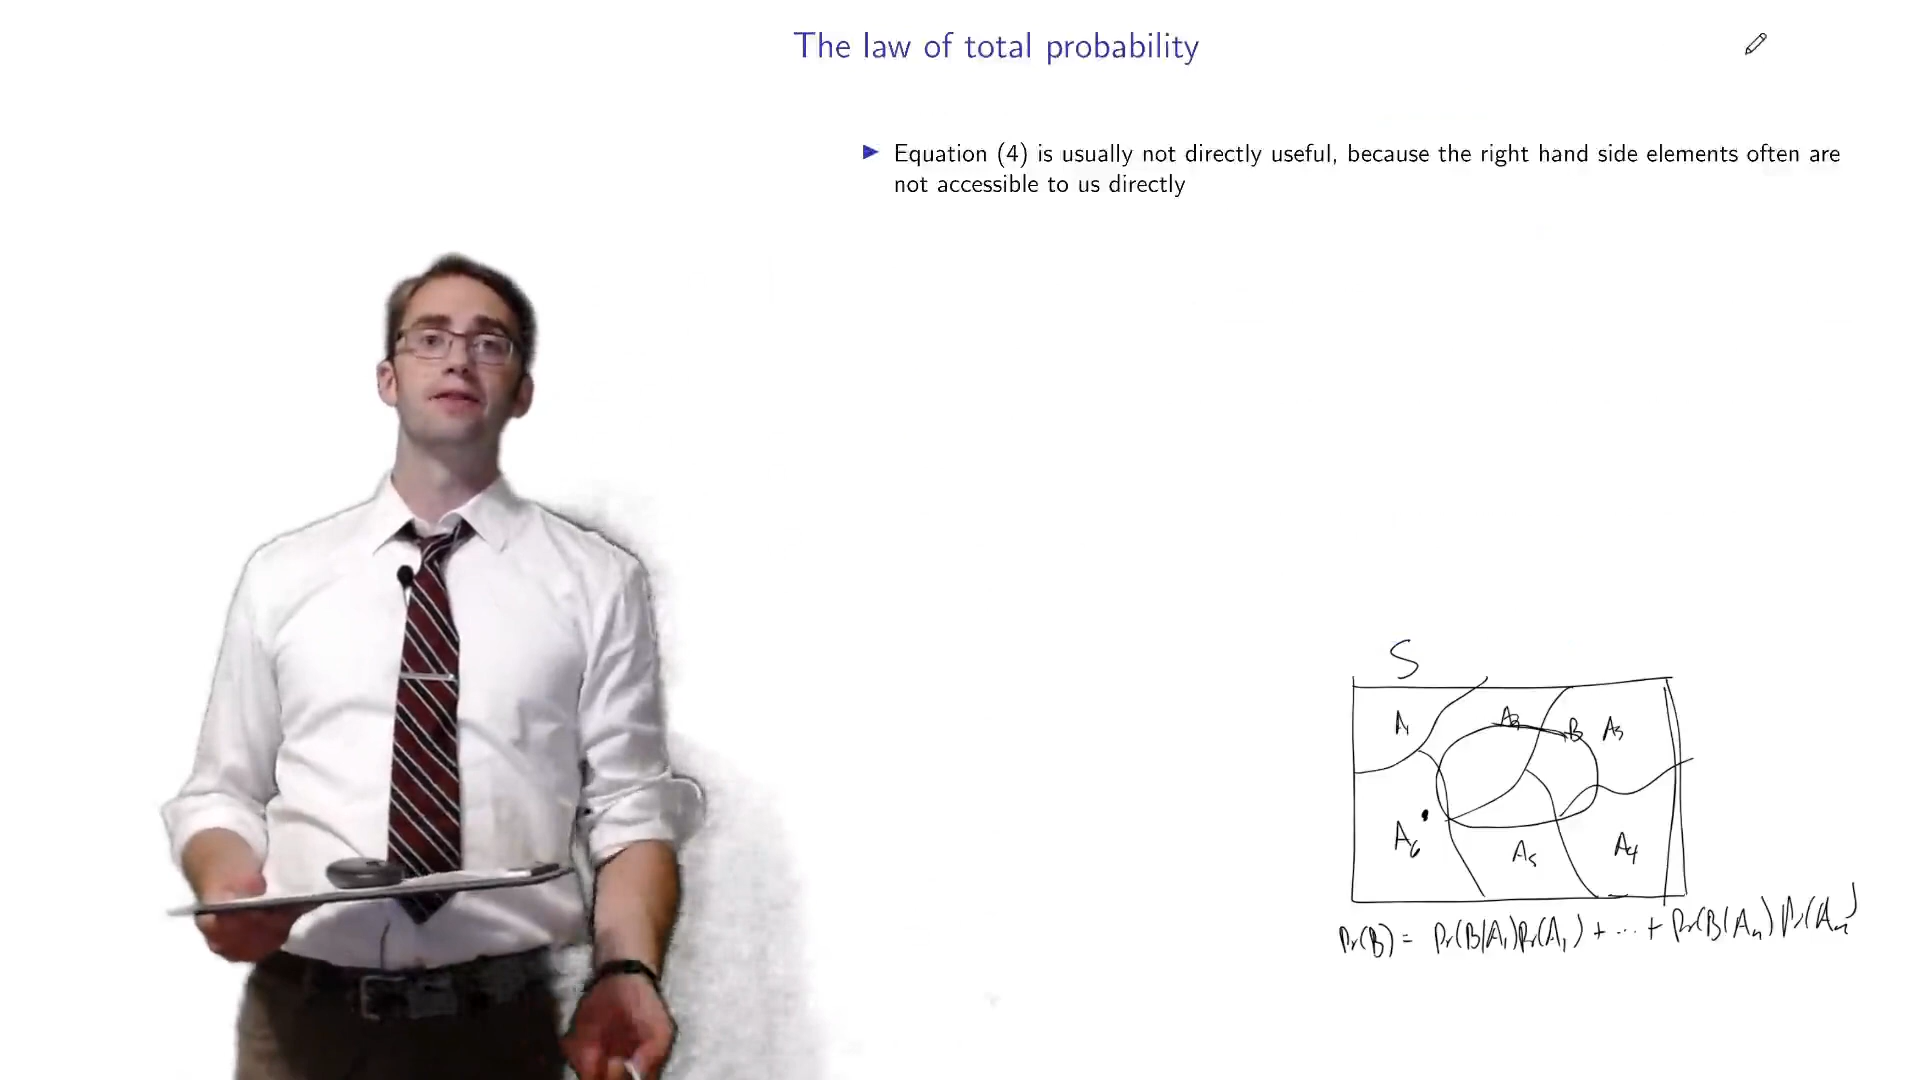 The law of total probability
▶ Equation (4) is usually not directly useful, because the right hand side elements often are
not accessible to us directly
S
A₁ A₂ B A₃
A₆ A₅ A₄
Pr(B) = Pr(B|A₁)Pr(A₁) + ... + Pr(B|Aₙ)Pr(Aₙ)